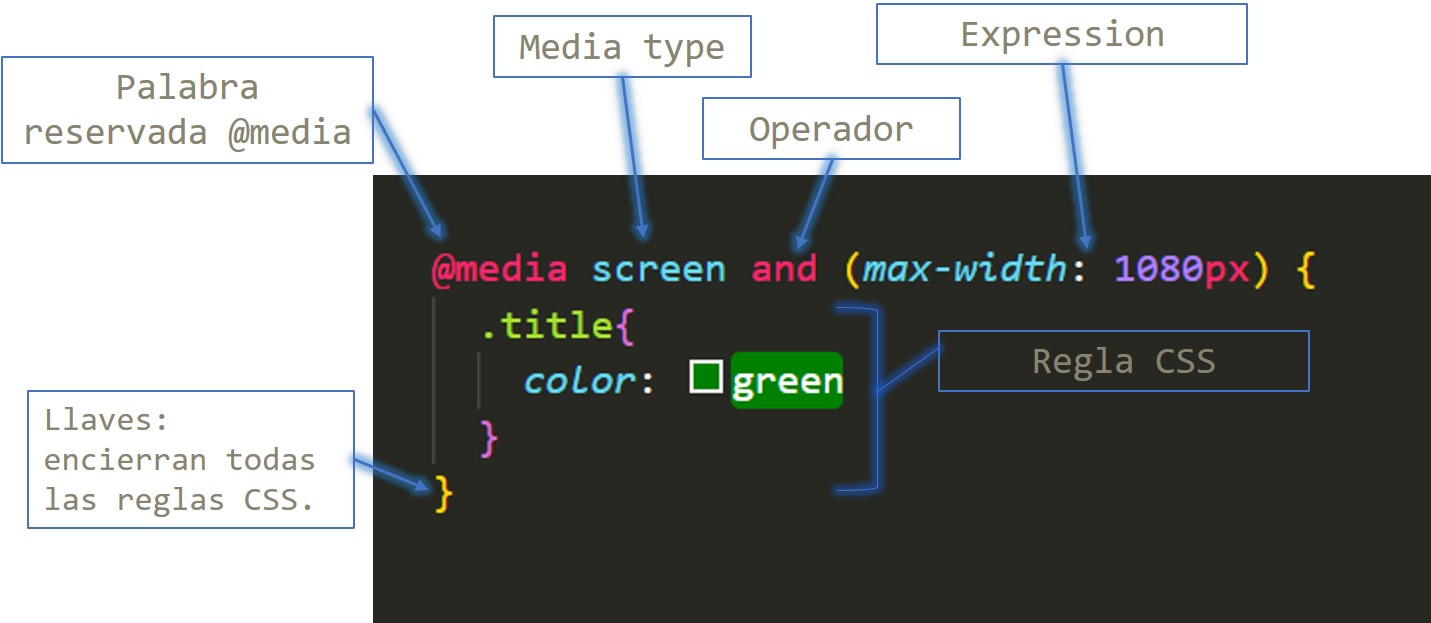 Media type
Expression
Palabra
reservada @media
Operador
@media screen and (max-width: 1080px) {
.title{
color: green
}
}
Regla CSS
Llaves:
encierran todas
las reglas CSS.